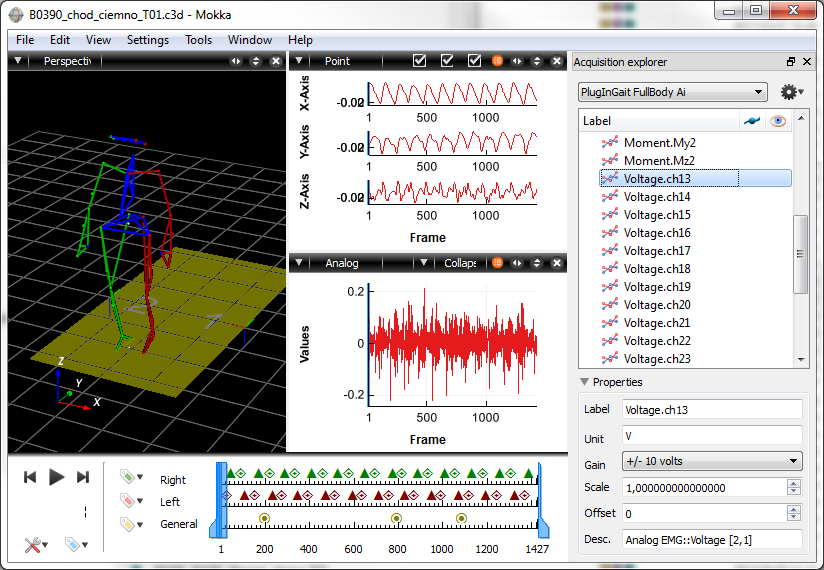 B0390_chod_ciemno_T01.c3d - Mokka
File Edit View Settings Tools Window Help
Perspectiv
X
Y
Z
Point
X-Axis
-0.02
1 500 1000
Y-Axis
-0.02
1 500 1000
Z-Axis
-0.02
1 500 1000
Frame
Analog Collaps
Values
0.2
0
-0.2
1 500 1000
Frame
Acquisition explorer
PlugInGait FullBody Ai
Label
Moment.My2
Moment.Mz2
Voltage.ch13
Voltage.ch14
Voltage.ch15
Voltage.ch16
Voltage.ch17
Voltage.ch18
Voltage.ch19
Voltage.ch20
Voltage.ch21
Voltage.ch22
Voltage.ch23
Properties
Label Voltage.ch13
Unit V
Gain +/- 10 volts
Scale 1,000000000000000
Offset 0
Desc. Analog EMG::Voltage [2,1]
Right
Left
General
1 200 400 600 800 1000 1200 1427